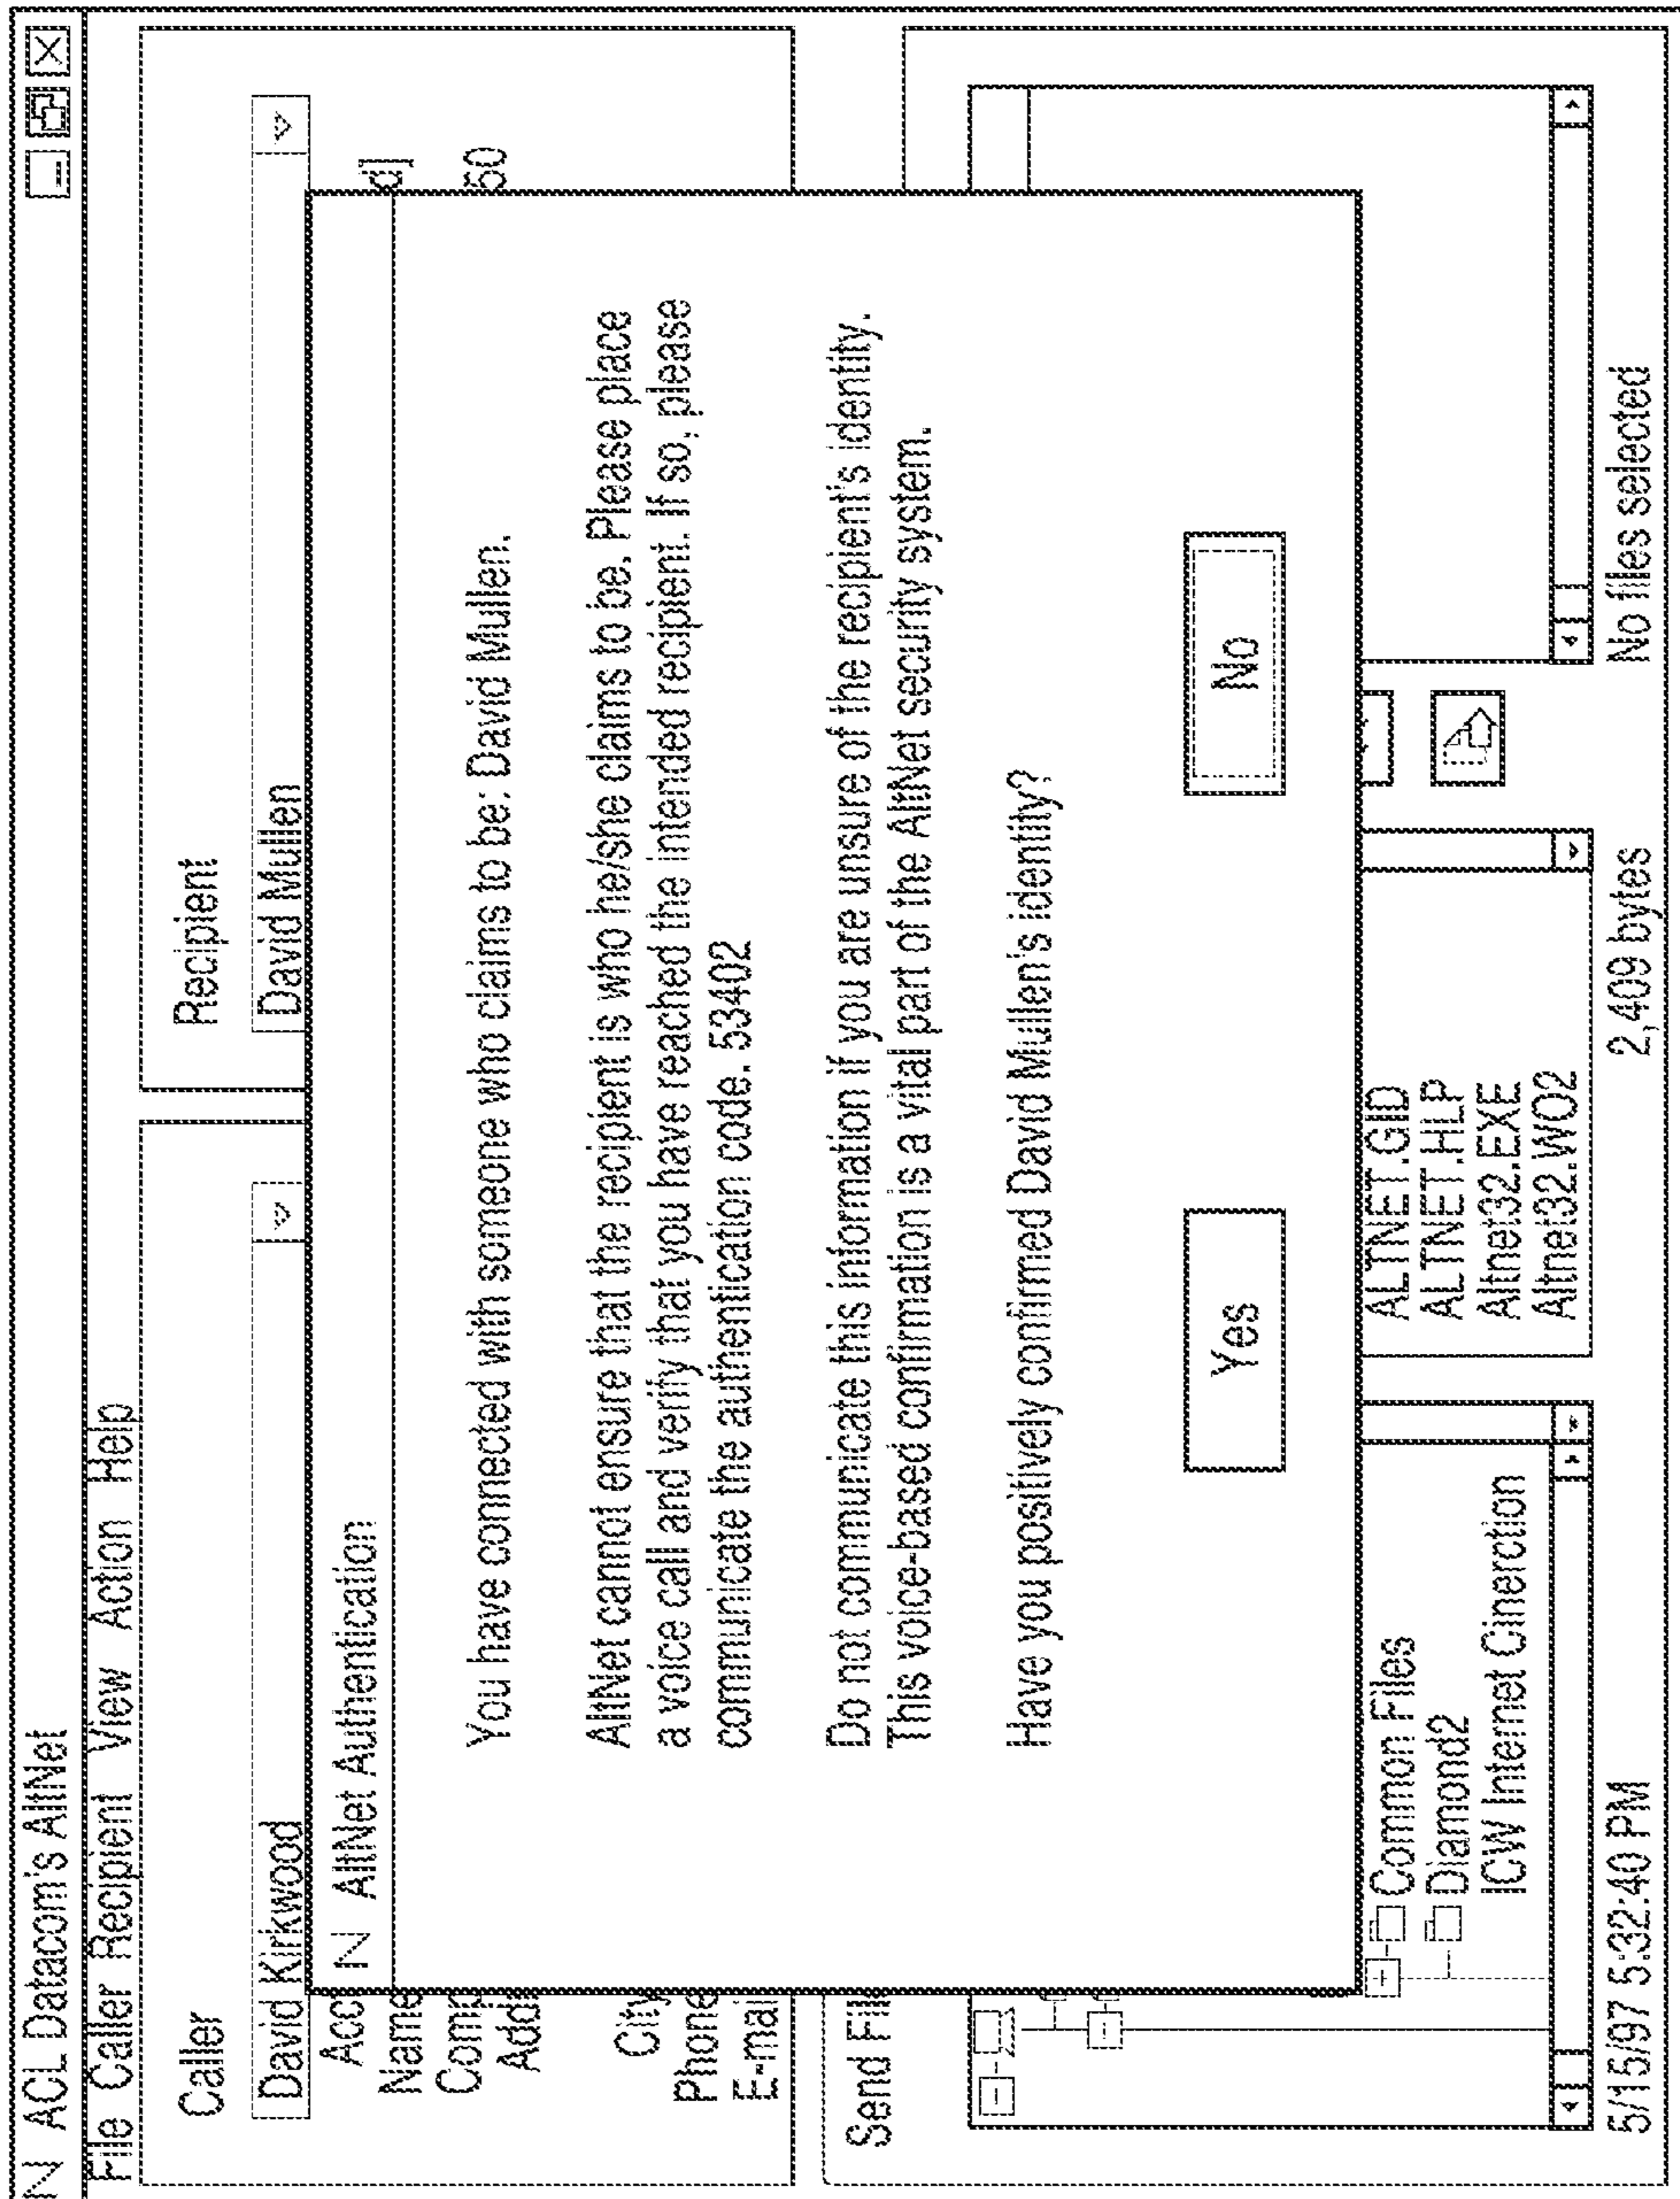 N ACL Datacom's AltNet
File Caller Recipient View Action Help
Caller
David Kirkwood
Recipient
David Mullen
Acc
Name
Comp
Add
City
Phone
E-mai
50
N AltNet Authentication
You have connected with someone who claims to be: David Mullen.
AltNet cannot ensure that the recipient is who he/she claims to be. Please place
a voice call and verify that you have reached the intended recipient. If so, please
communicate the authentication code. 53402
Do not communicate this information if you are unsure of the recipient's identity.
This voice-based confirmation is a vital part of the AltNet security system.
Have you positively confirmed David Mullen's identity?
Yes
No
Send Fil
Common Files
Diamond2
ICW Internet Cinerction
ALTNET.GID
ALTNET.HLP
Altnet32.EXE
Altnet32.WO2
5/15/97 5:32:40 PM
2,409 bytes
No files selected